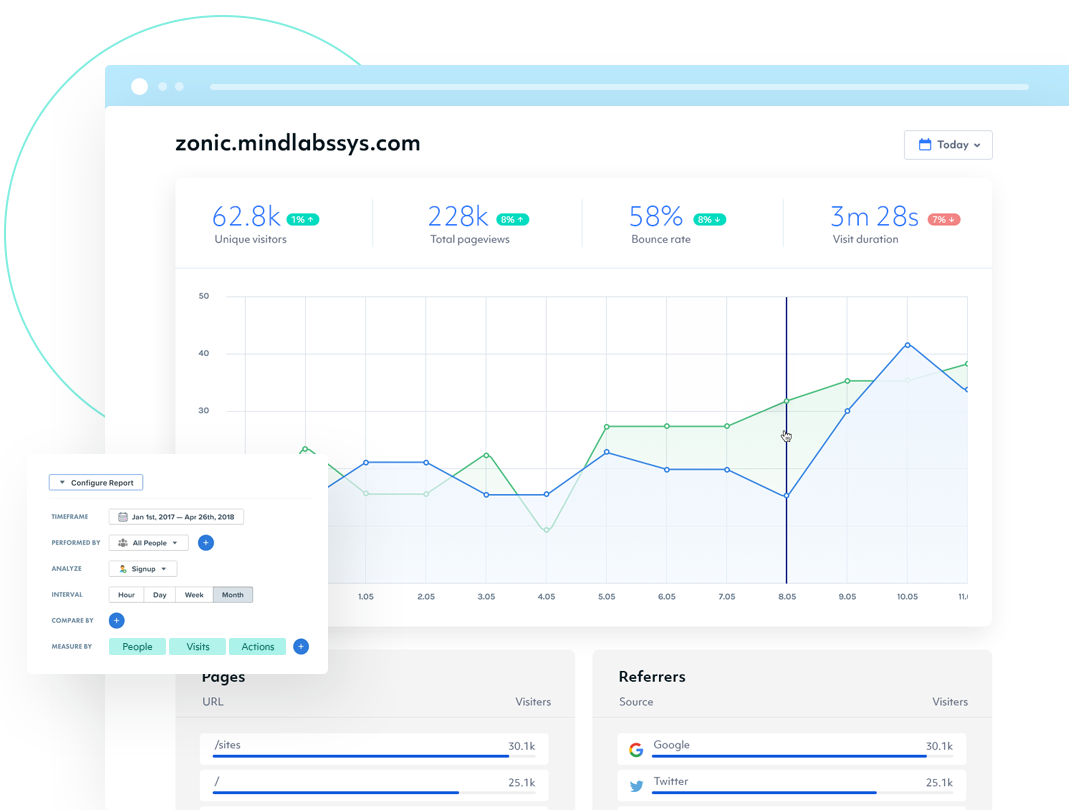 zonic.mindlabssys.com
Today
62.8k 1% ↑
Unique visitors
228k 8% ↑
Total pageviews
58% 8% ↓
Bounce rate
3m 28s 7% ↓
Visit duration
50
40
30
1.05 2.05 3.05 4.05 5.05 6.05 7.05 8.05 9.05 10.05 11.0
Configure Report
TIMEFRAME Jan 1st, 2017 — Apr 26th, 2018
PERFORMED BY All People +
ANALYZE Signup
INTERVAL Hour Day Week Month
COMPARE BY +
MEASURE BY People Visits Actions +
Pages
URL Visiters
/sites 30.1k
/ 25.1k
Referrers
Source Visiters
Google 30.1k
Twitter 25.1k